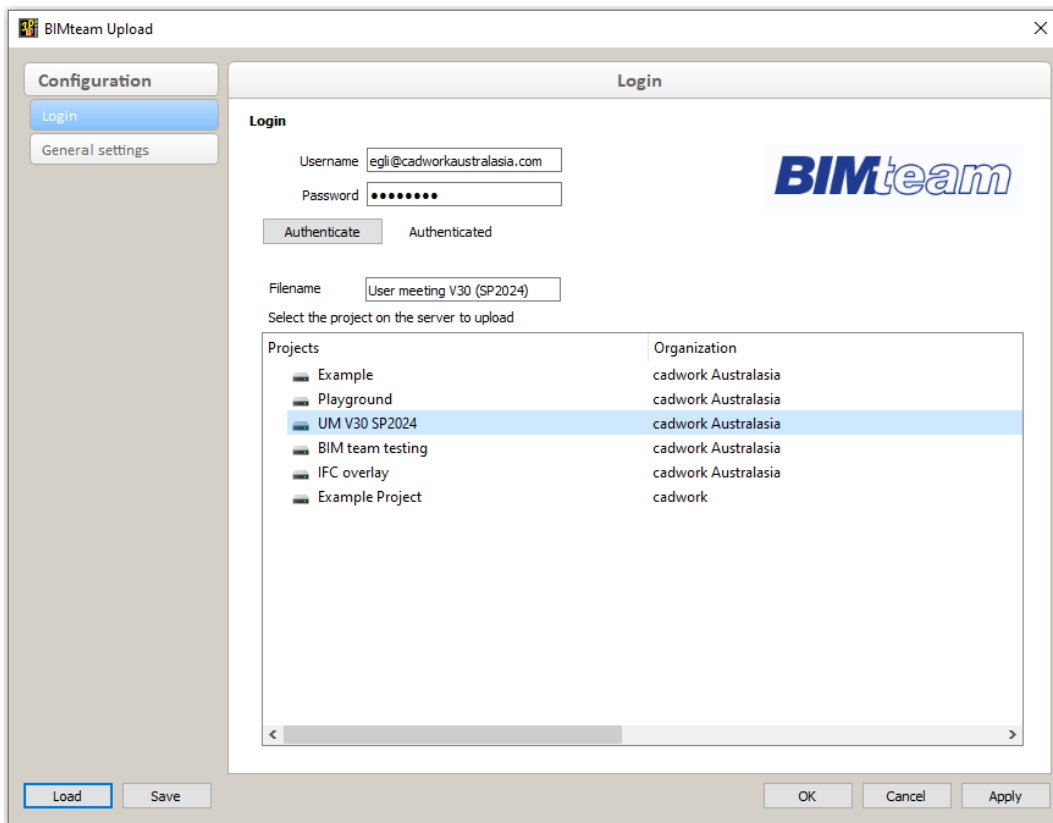 BIMteam Upload
Configuration
Login
General settings
Login
Login
Username egli@cadworkaustralasia.com
Password ●●●●●●●●
BIMteam
Authenticate Authenticated
Filename User meeting V30 (SP2024)
Select the project on the server to upload
Projects Organization
Example cadwork Australasia
Playground cadwork Australasia
UM V30 SP2024 cadwork Australasia
BIM team testing cadwork Australasia
IFC overlay cadwork Australasia
Example Project cadwork
Load Save OK Cancel Apply